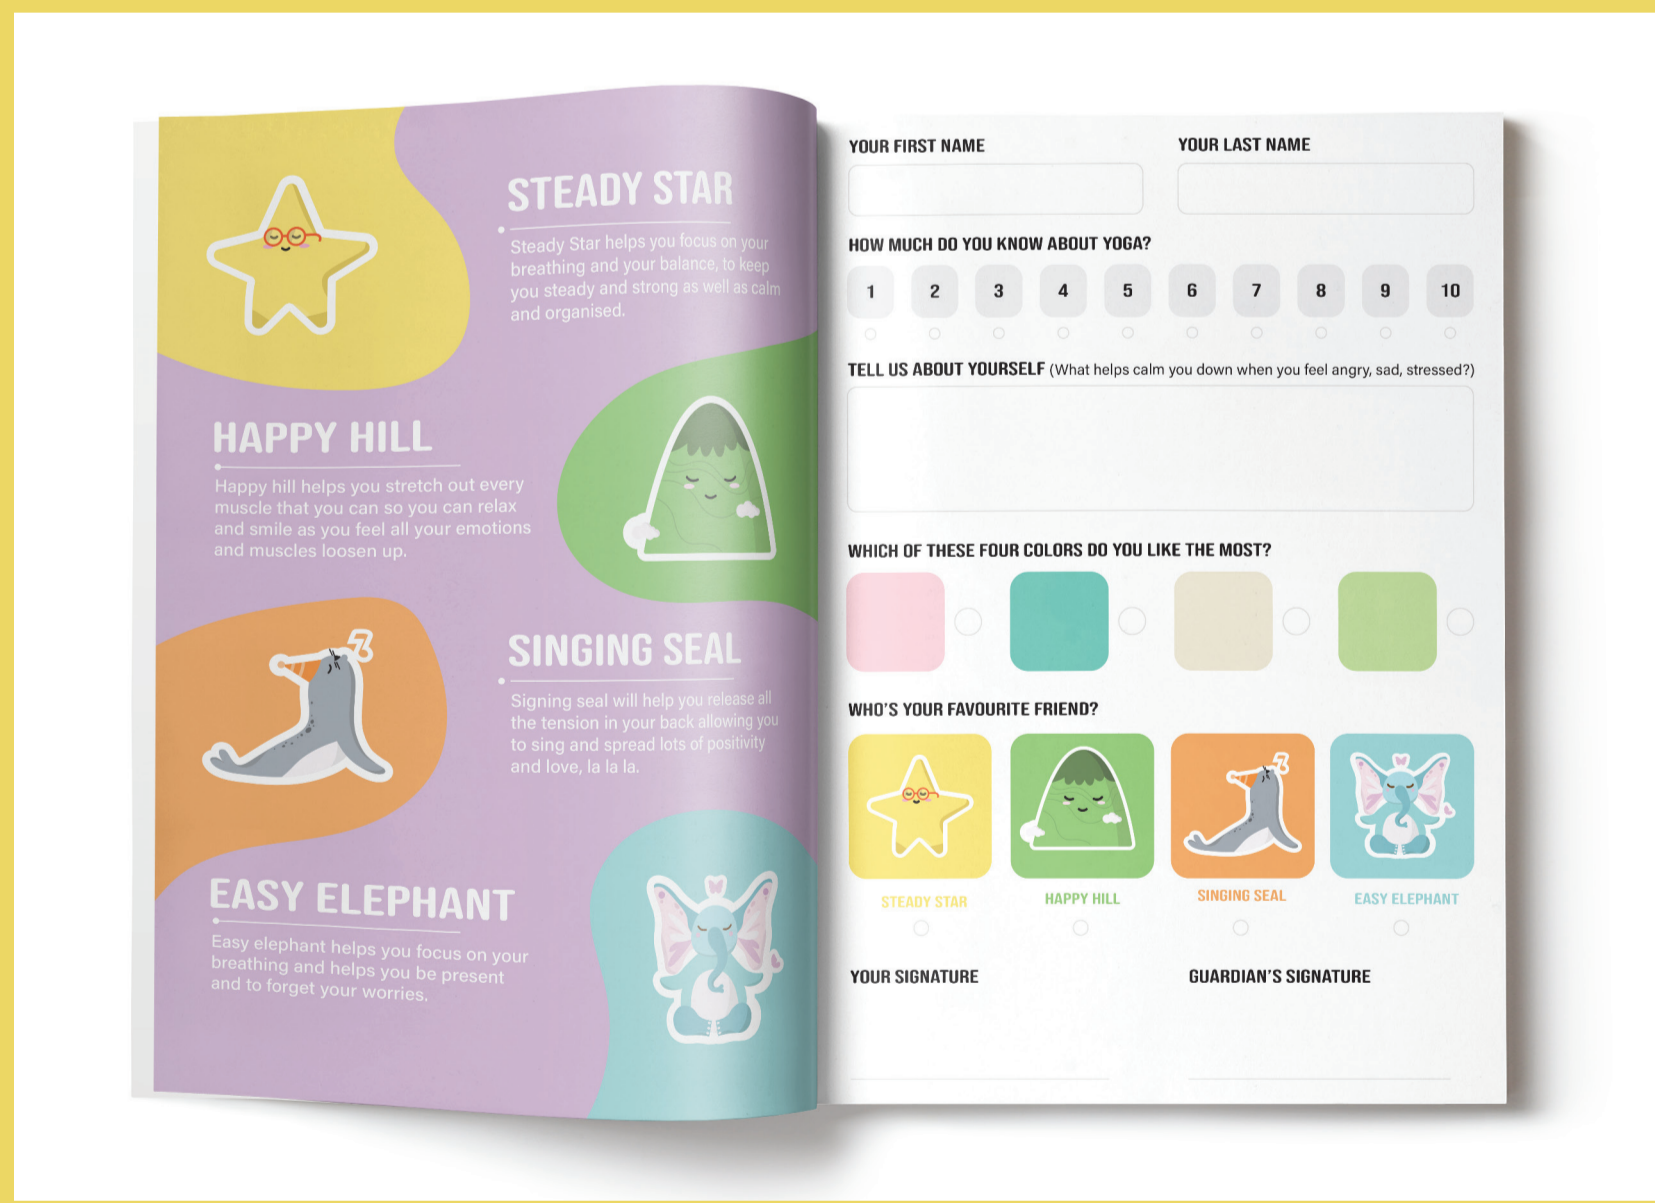 STEADY STAR
Steady Star helps you focus on your
breathing and your balance, to keep
you steady and strong as well as calm
and organised.
HAPPY HILL
Happy hill helps you stretch out every
muscle that you can so you can relax
and smile as you feel all your emotions
and muscles loosen up.
SINGING SEAL
Signing seal will help you release all
the tension in your back allowing you
to sing and spread lots of positivity
and love, la la la.
EASY ELEPHANT
Easy elephant helps you focus on your
breathing and helps you be present
and to forget your worries.
YOUR FIRST NAME YOUR LAST NAME
HOW MUCH DO YOU KNOW ABOUT YOGA?
1 2 3 4 5 6 7 8 9 10
TELL US ABOUT YOURSELF (What helps calm you down when you feel angry, sad, stressed?)
WHICH OF THESE FOUR COLORS DO YOU LIKE THE MOST?
WHO'S YOUR FAVOURITE FRIEND?
STEADY STAR HAPPY HILL SINGING SEAL EASY ELEPHANT
YOUR SIGNATURE GUARDIAN'S SIGNATURE